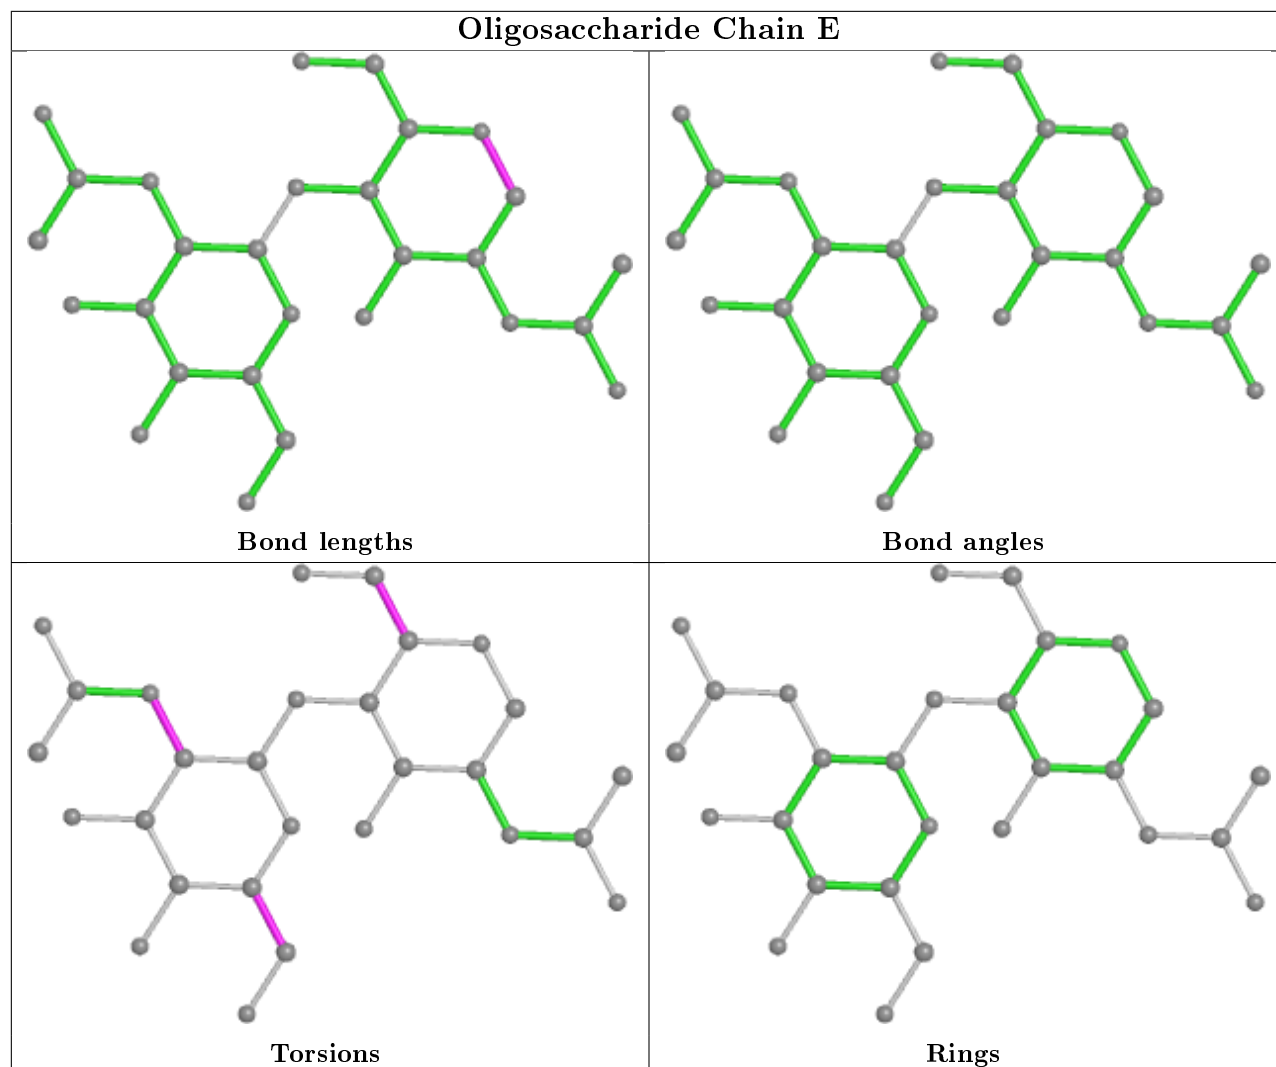 Oligosaccharide Chain E
Bond lengths
Bond angles
Torsions
Rings